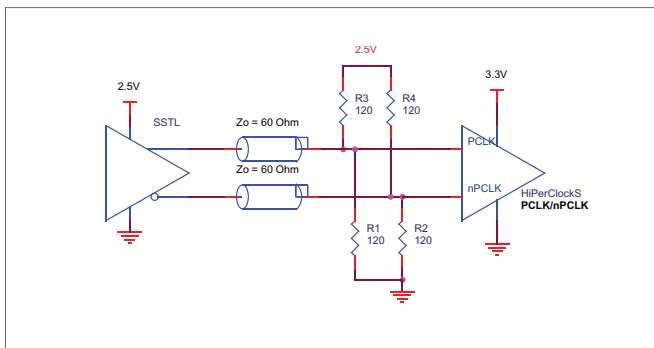 2.5V
2.5V
3.3V
SSTL
Zo = 60 Ohm
R3
120
R4
120
PCLK
Zo = 60 Ohm
nPCLK
HiPerClockS
PCLK/nPCLK
R1
120
R2
120